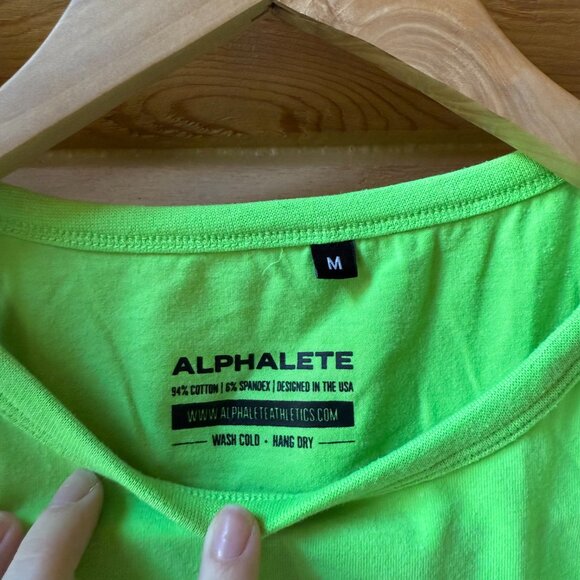 M
ALPHALETE
94% COTTON | 6% SPANDEX | DESIGNED IN THE USA
WWW.ALPHALETEATHLETICS.COM
WASH COLD • HANG DRY